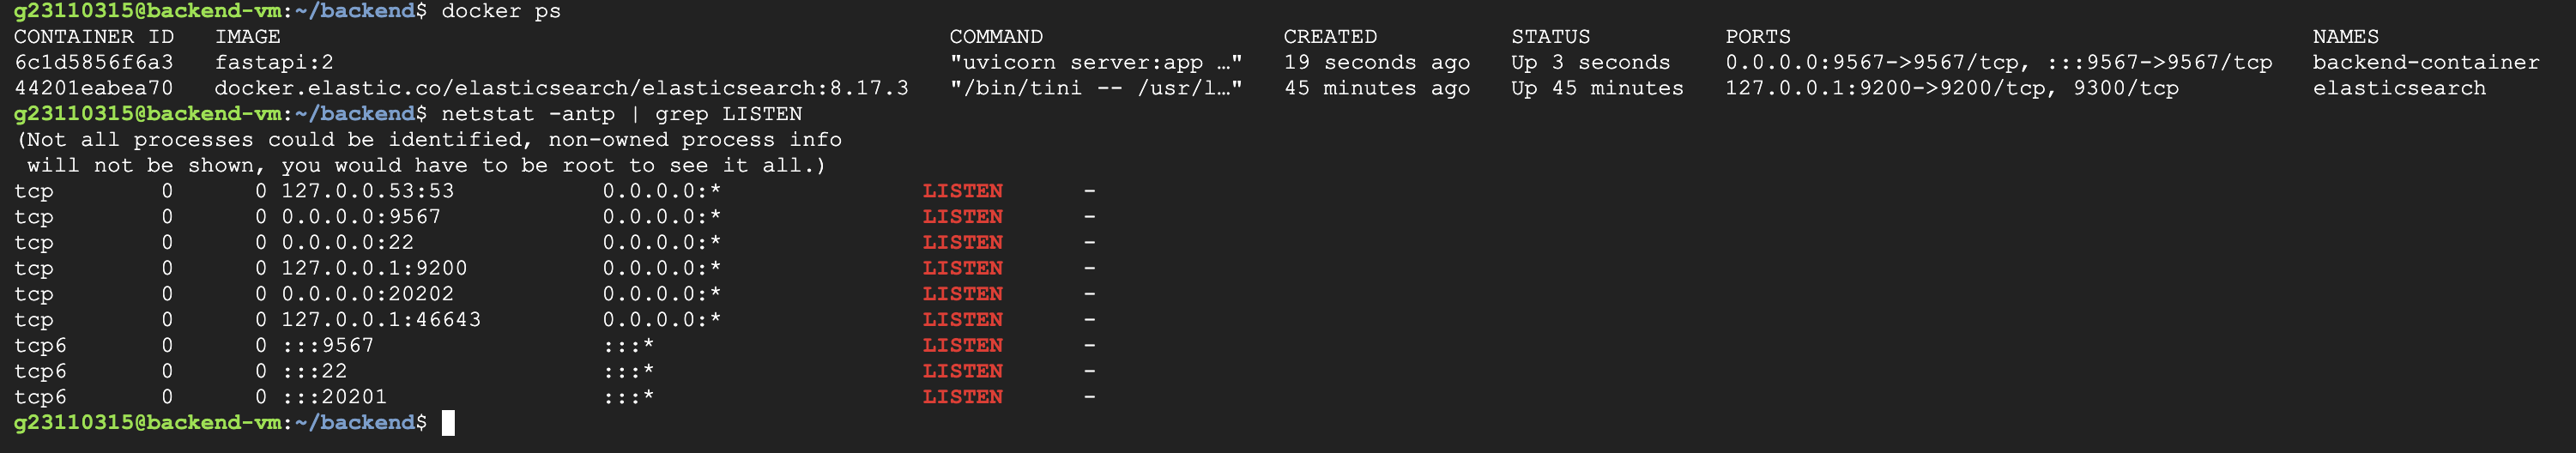 g23110315@backend-vm:~/backend$ docker ps
CONTAINER ID   IMAGE                                                  COMMAND                  CREATED          STATUS          PORTS                                       NAMES
6c1d5856f6a3   fastapi:2                                              "uvicorn server:app …"   19 seconds ago   Up 3 seconds    0.0.0.0:9567->9567/tcp, :::9567->9567/tcp   backend-container
44201eabea70   docker.elastic.co/elasticsearch/elasticsearch:8.17.3   "/bin/tini -- /usr/l…"   45 minutes ago   Up 45 minutes   127.0.0.1:9200->9200/tcp, 9300/tcp          elasticsearch
g23110315@backend-vm:~/backend$ netstat -antp | grep LISTEN
(Not all processes could be identified, non-owned process info
 will not be shown, you would have to be root to see it all.)
tcp        0      0 127.0.0.53:53           0.0.0.0:*               LISTEN      -
tcp        0      0 0.0.0.0:9567            0.0.0.0:*               LISTEN      -
tcp        0      0 0.0.0.0:22              0.0.0.0:*               LISTEN      -
tcp        0      0 127.0.0.1:9200          0.0.0.0:*               LISTEN      -
tcp        0      0 0.0.0.0:20202           0.0.0.0:*               LISTEN      -
tcp        0      0 127.0.0.1:46643         0.0.0.0:*               LISTEN      -
tcp6       0      0 :::9567                 :::*                    LISTEN      -
tcp6       0      0 :::22                   :::*                    LISTEN      -
tcp6       0      0 :::20201                :::*                    LISTEN      -
g23110315@backend-vm:~/backend$